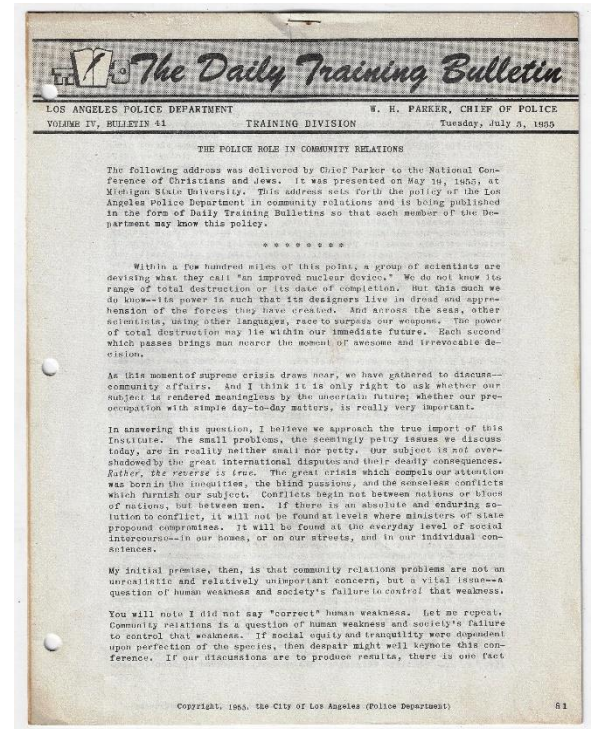 The Daily Training Bulletin
LOS ANGELES POLICE DEPARTMENT W. H. PARKER, CHIEF OF POLICE
VOLUME IV, BULLETIN 41 TRAINING DIVISION Tuesday, July 5, 1955
THE POLICE ROLE IN COMMUNITY RELATIONS
The following address was delivered by Chief Parker to the National Con-
ference of Christians and Jews. It was presented on May 19, 1955, at
Michigan State University. This address sets forth the policy of the Los
Angeles Police Department in community relations and is being published
in the form of Daily Training Bulletins so that each member of the De-
partment may know this policy.
* * * * * * * *
Within a few hundred miles of this point, a group of scientists are
devising what they call "an improved nuclear device." We do not know its
range of total destruction or its date of completion. But this much we
do know--its power is such that its designers live in dread and appre-
hension of the forces they have created. And across the seas, other
scientists, using other languages, race to surpass our weapons. The power
of total destruction may lie within our immediate future. Each second
which passes brings man nearer the moment of awesome and irrevocable de-
cision.
As this moment of supreme crisis draws near, we have gathered to discuss--
community affairs. And I think it is only right to ask whether our
subject is rendered meaningless by the uncertain future; whether our pre-
occupation with simple day-to-day matters, is really very important.
In answering this question, I believe we approach the true import of this
Institute. The small problems, the seemingly petty issues we discuss
today, are in reality neither small nor petty. Our subject is not over-
shadowed by the great international disputes and their deadly consequences.
Rather, the reverse is true. The great crisis which compels our attention
was born in the inequities, the blind passions, and the senseless conflicts
which furnish our subject. Conflicts begin not between nations or blocs
of nations, but between men. If there is an absolute and enduring so-
lution to conflict, it will not be found at levels where ministers of state
propound compromises. It will be found at the everyday level of social
intercourse--in our homes, or on our streets, and in our individual con-
sciences.
My initial premise, then, is that community relations problems are not an
unrealistic and relatively unimportant concern, but a vital issue--a
question of human weakness and society's failure to control that weakness.
You will note I did not say "correct" human weakness. Let me repeat.
Community relations is a question of human weakness and society's failure
to control that weakness. If social equity and tranquility were dependent
upon perfection of the species, then despair might well keynote this con-
ference. If our discussions are to produce results, there is one fact
Copyright, 1955, the City of Los Angeles (Police Department) 81